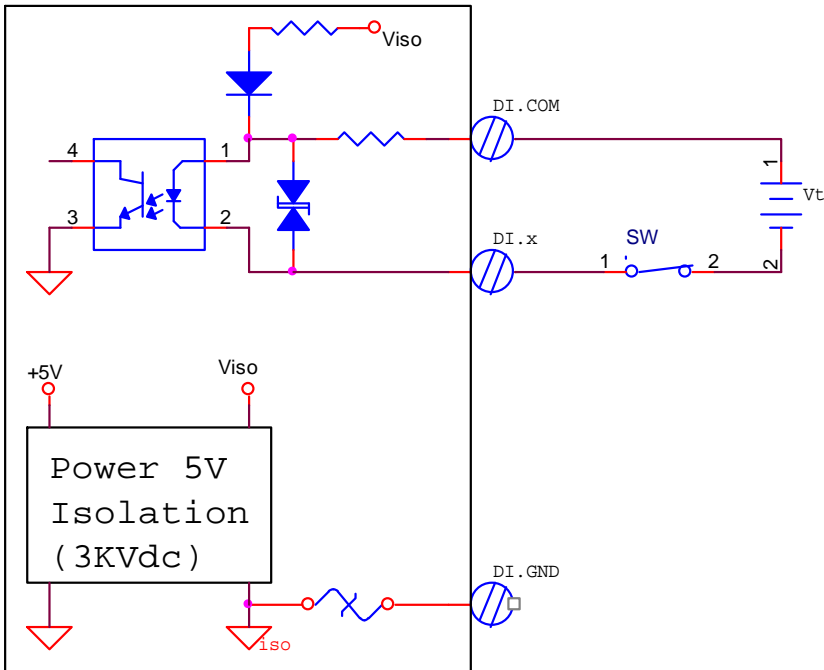 Viso
DI.COM
4
1
1
Vt
3
2
DI.x
SW
1
2
2
+5V
Viso
Power 5V
Isolation
(3KVdc)
DI.GND
iso